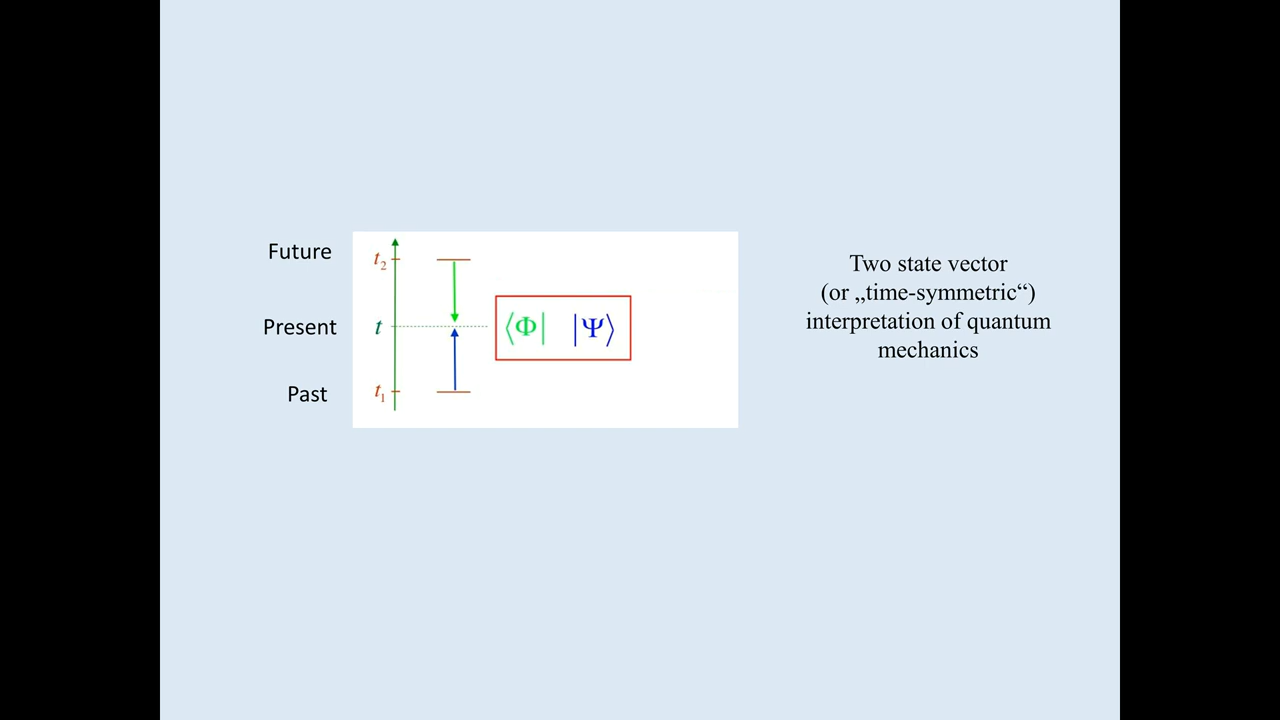 Future
t₂
Present
t
⟨Φ| |Ψ⟩
Past
t₁
Two state vector
(or „time-symmetric“)
interpretation of quantum
mechanics